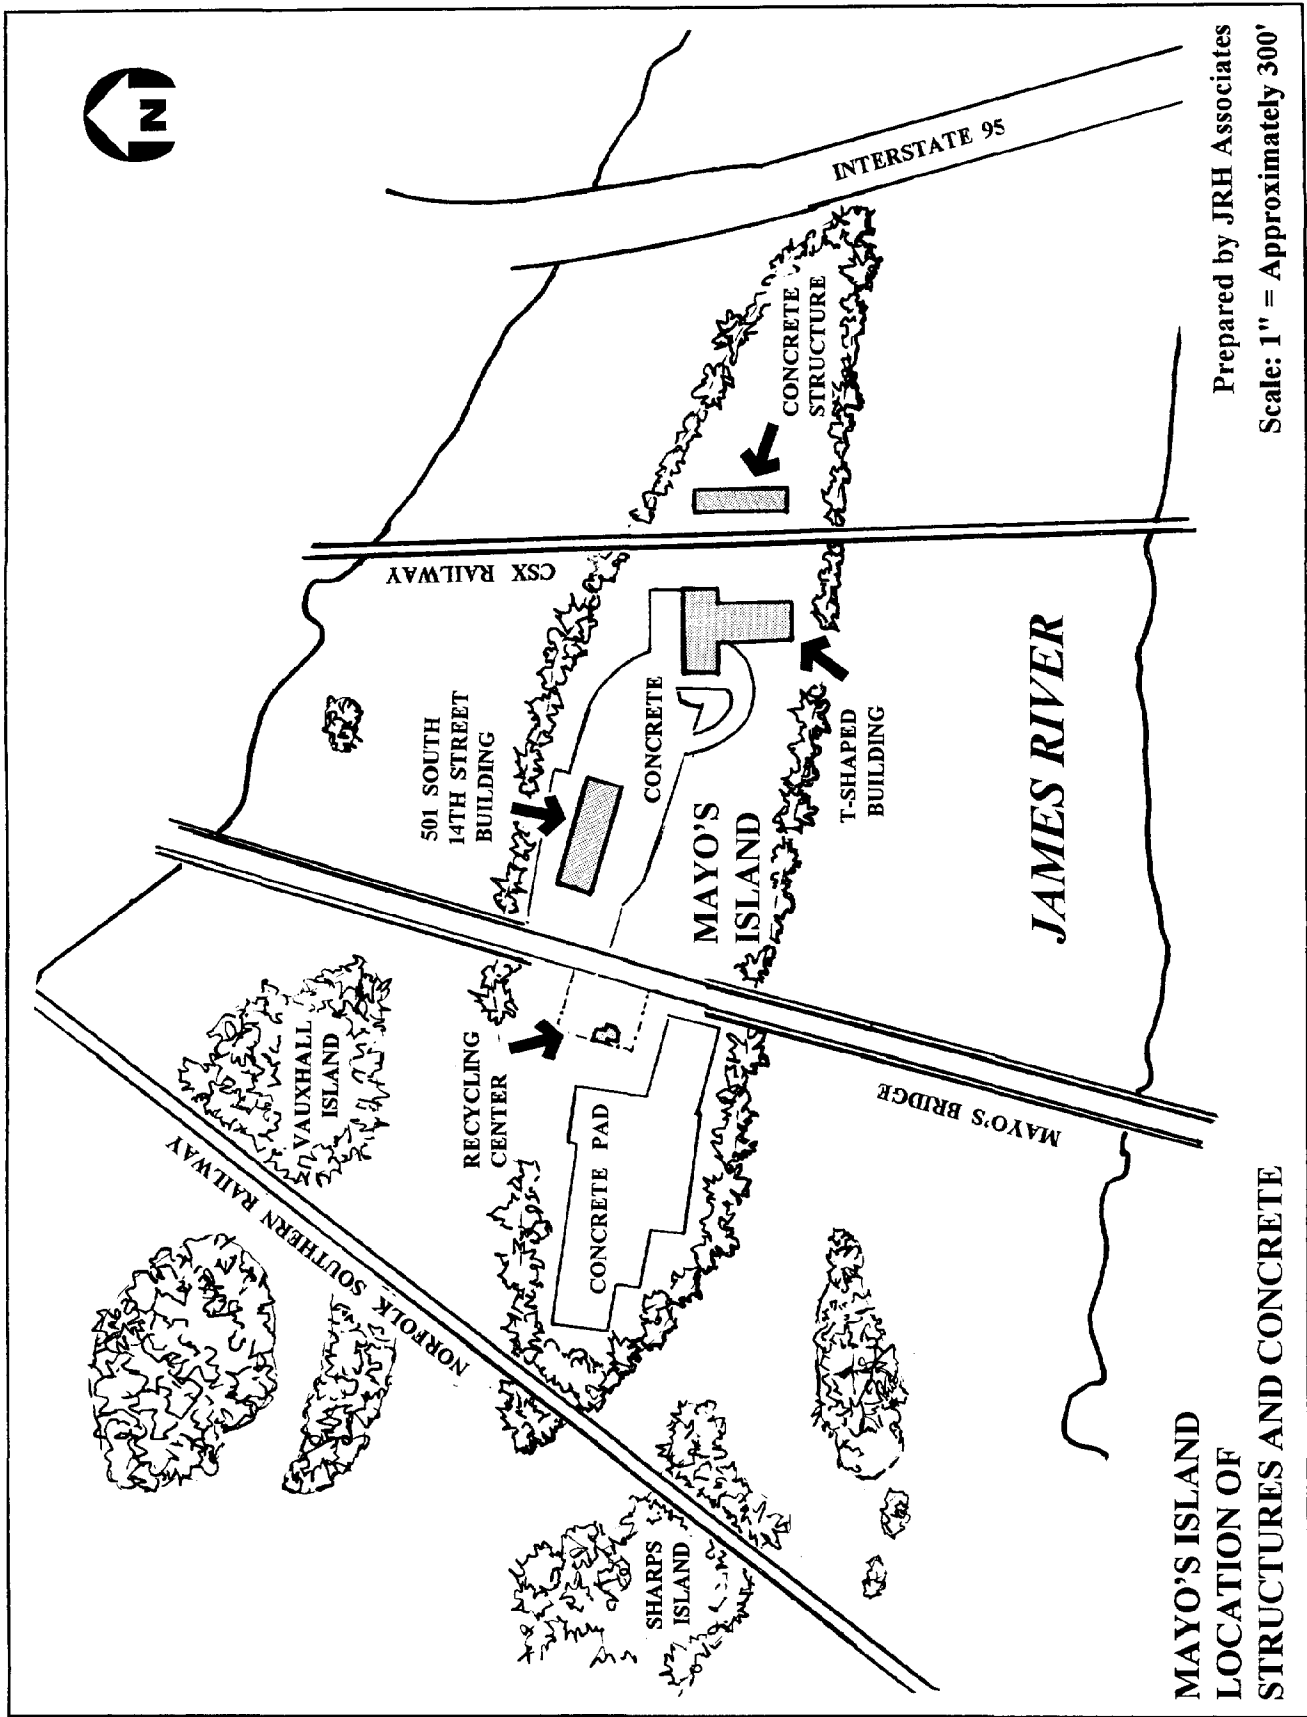 N
INTERSTATE 95
CSX RAILWAY
501 SOUTH
14TH STREET
BUILDING
CONCRETE
STRUCTURE
CONCRETE
T-SHAPED
BUILDING
MAYO'S
ISLAND
JAMES RIVER
MAYO'S BRIDGE
VAUXHALL
ISLAND
RECYCLING
CENTER
CONCRETE PAD
NORFOLK SOUTHERN RAILWAY
SHARPS
ISLAND
MAYO'S ISLAND
LOCATION OF
STRUCTURES AND CONCRETE
Prepared by JRH Associates
Scale: 1" = Approximately 300'